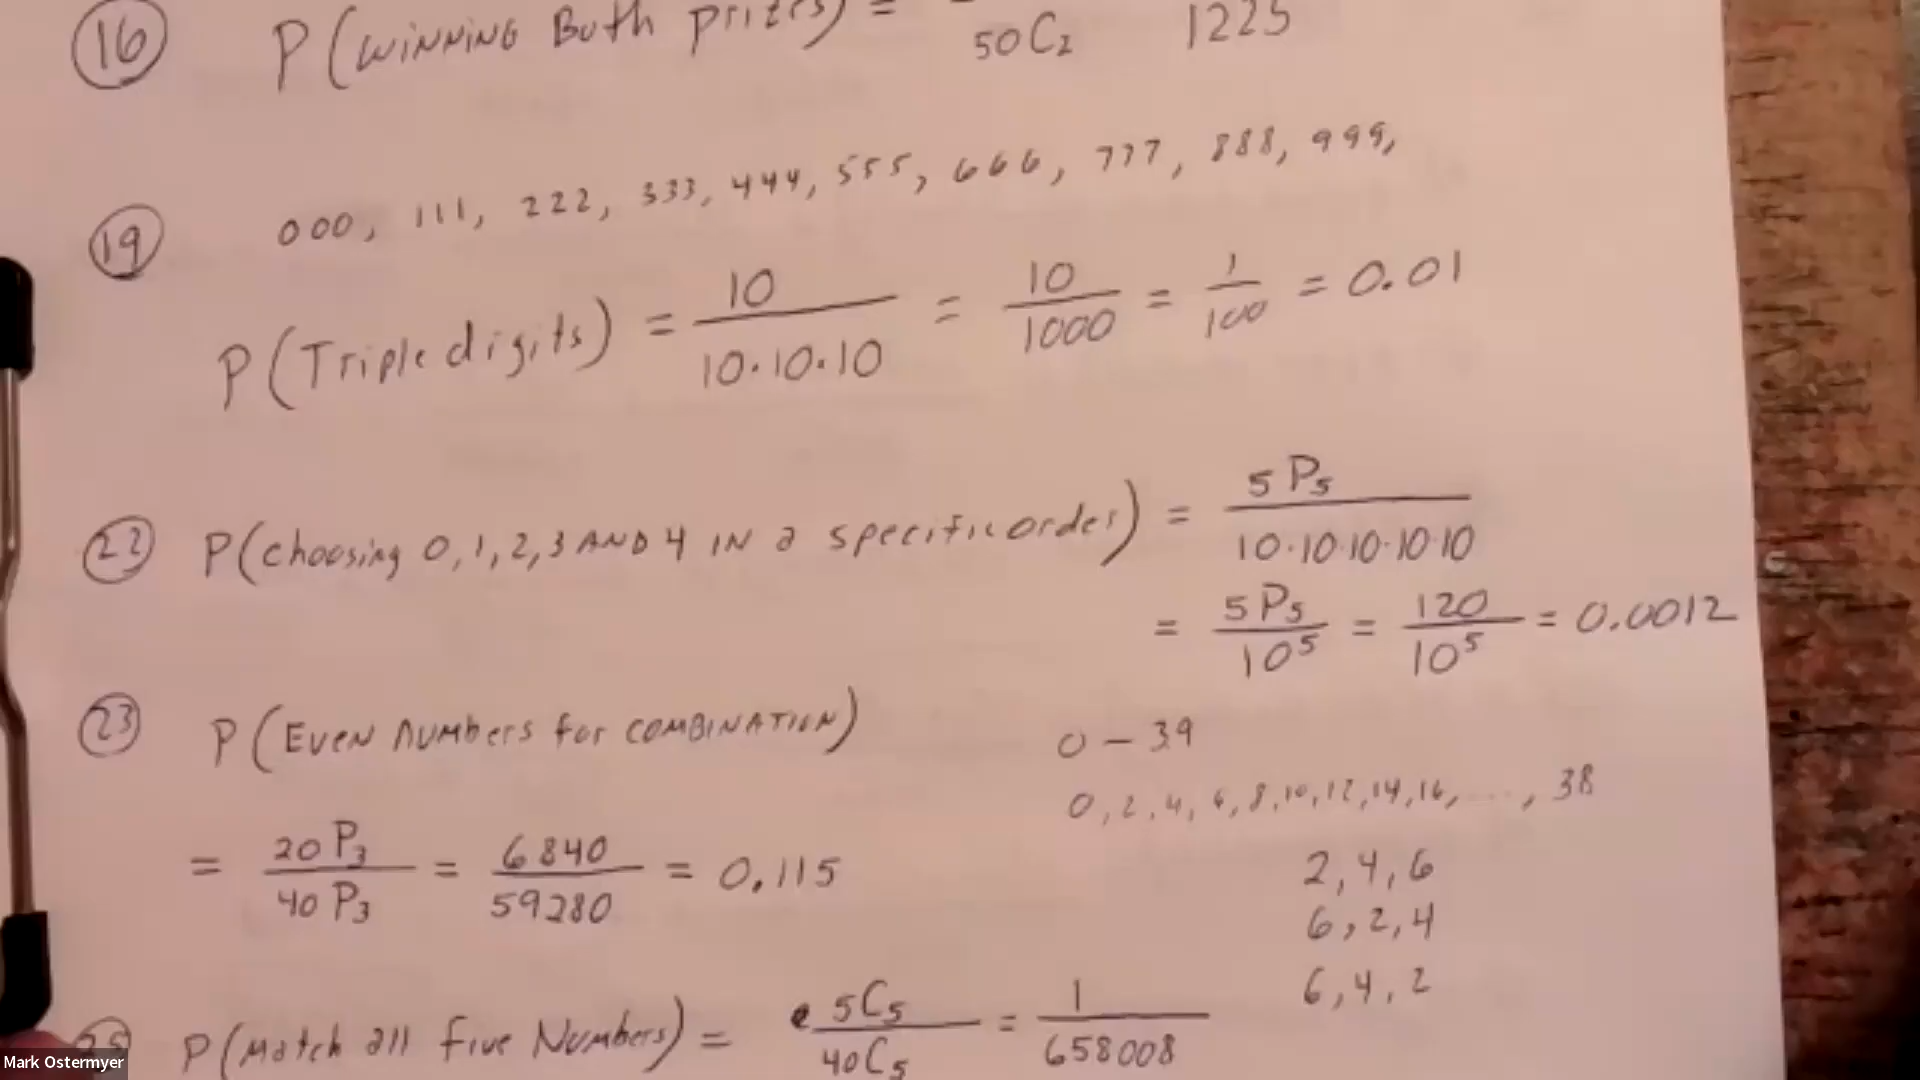 16 P(WINNING Both prizes) =
50C2 1225
19 000, 111, 222, 333, 444, 555, 666, 777, 888, 999,
P(Triple digits) = 10 / 10·10·10 = 10 / 1000 = 1 / 100 = 0.01
22 P(choosing 0, 1, 2, 3 AND 4 IN a specific order) = 5P5 / 10·10·10·10·10
= 5P5 / 10^5 = 120 / 10^5 = 0.0012
23 P(EVEN Numbers for COMBINATION) 0 – 39
0, 2, 4, 6, 8, 10, 12, 14, 16, ...., 38
= 20P3 / 40P3 = 6840 / 59280 = 0.115
2, 4, 6
6, 2, 4
6, 4, 2
P(Match all five Numbers) = 5C5 / 40C5 = 1 / 658008
Mark Ostermyer